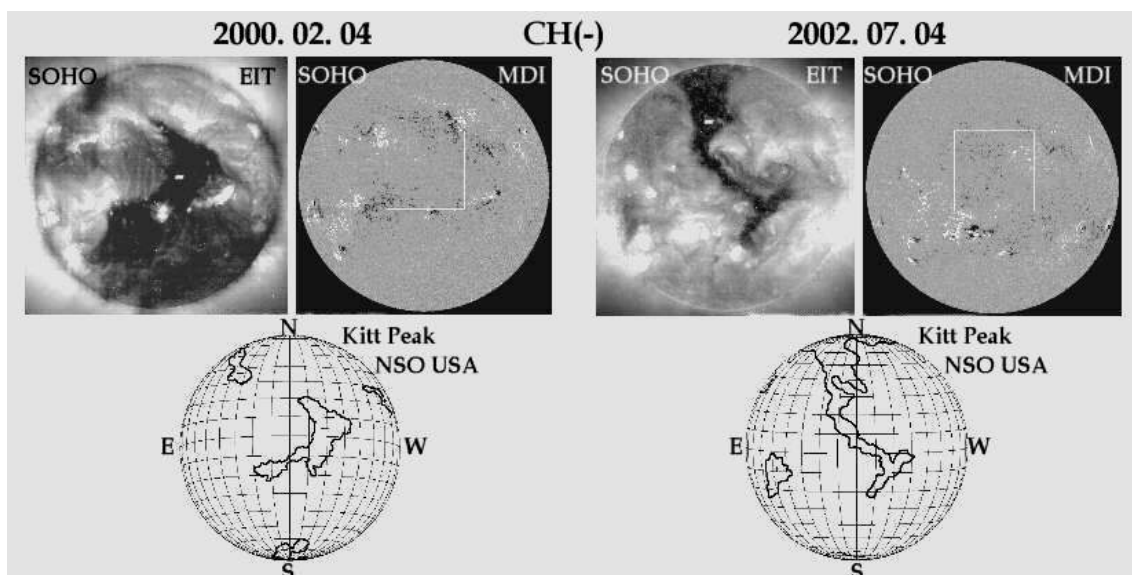 2000. 02. 04 CH(-) 2002. 07. 04
SOHO EIT SOHO MDI SOHO EIT SOHO MDI
N Kitt Peak
NSO USA
E W
S
N Kitt Peak
NSO USA
E W
S